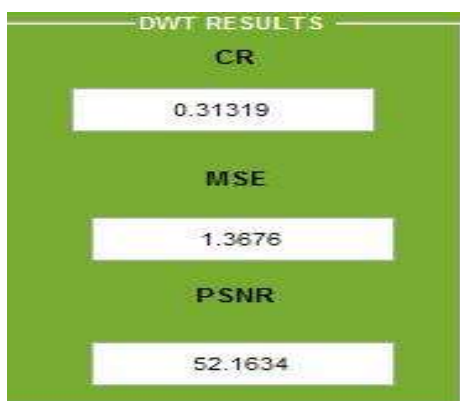 DWT RESULTS
CR
0.31319
MSE
1.3676
PSNR
52.1634